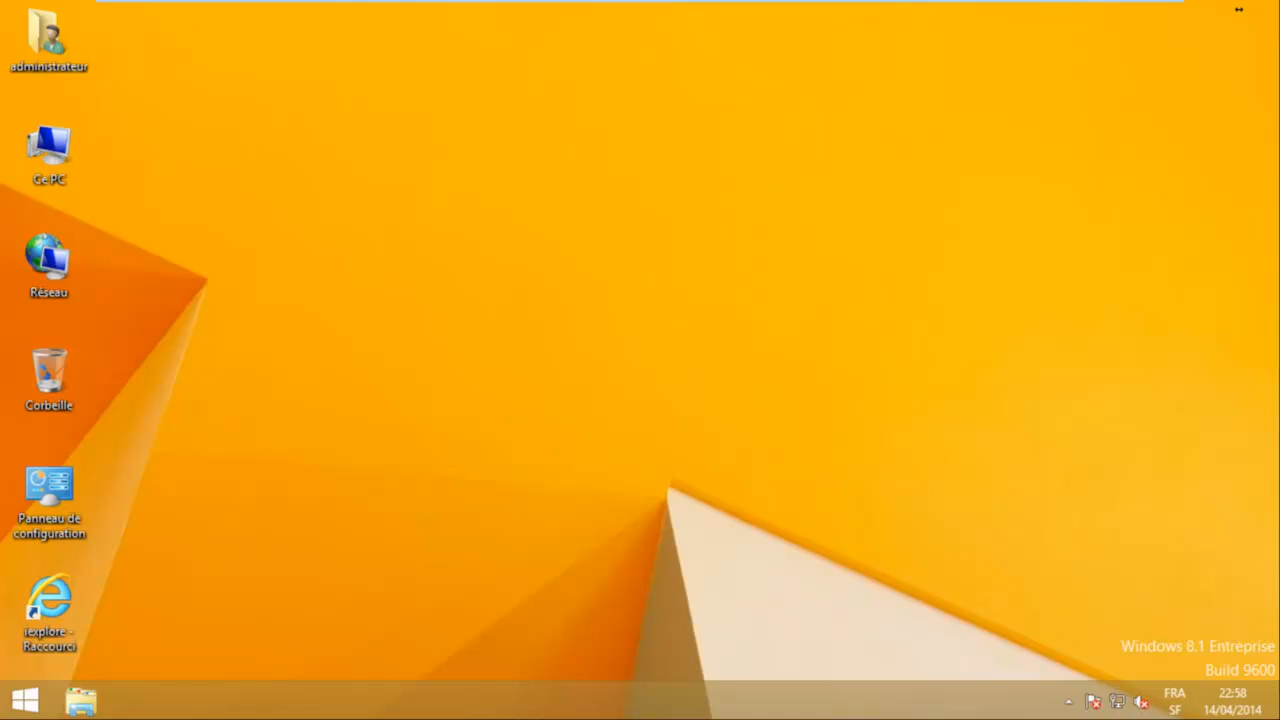 administrateur
Ce PC
Réseau
Corbeille
Panneau de
configuration
iexplore -
Raccourci
Windows 8.1 Entreprise
Build 9600
FRA
SF
22:58
14/04/2014